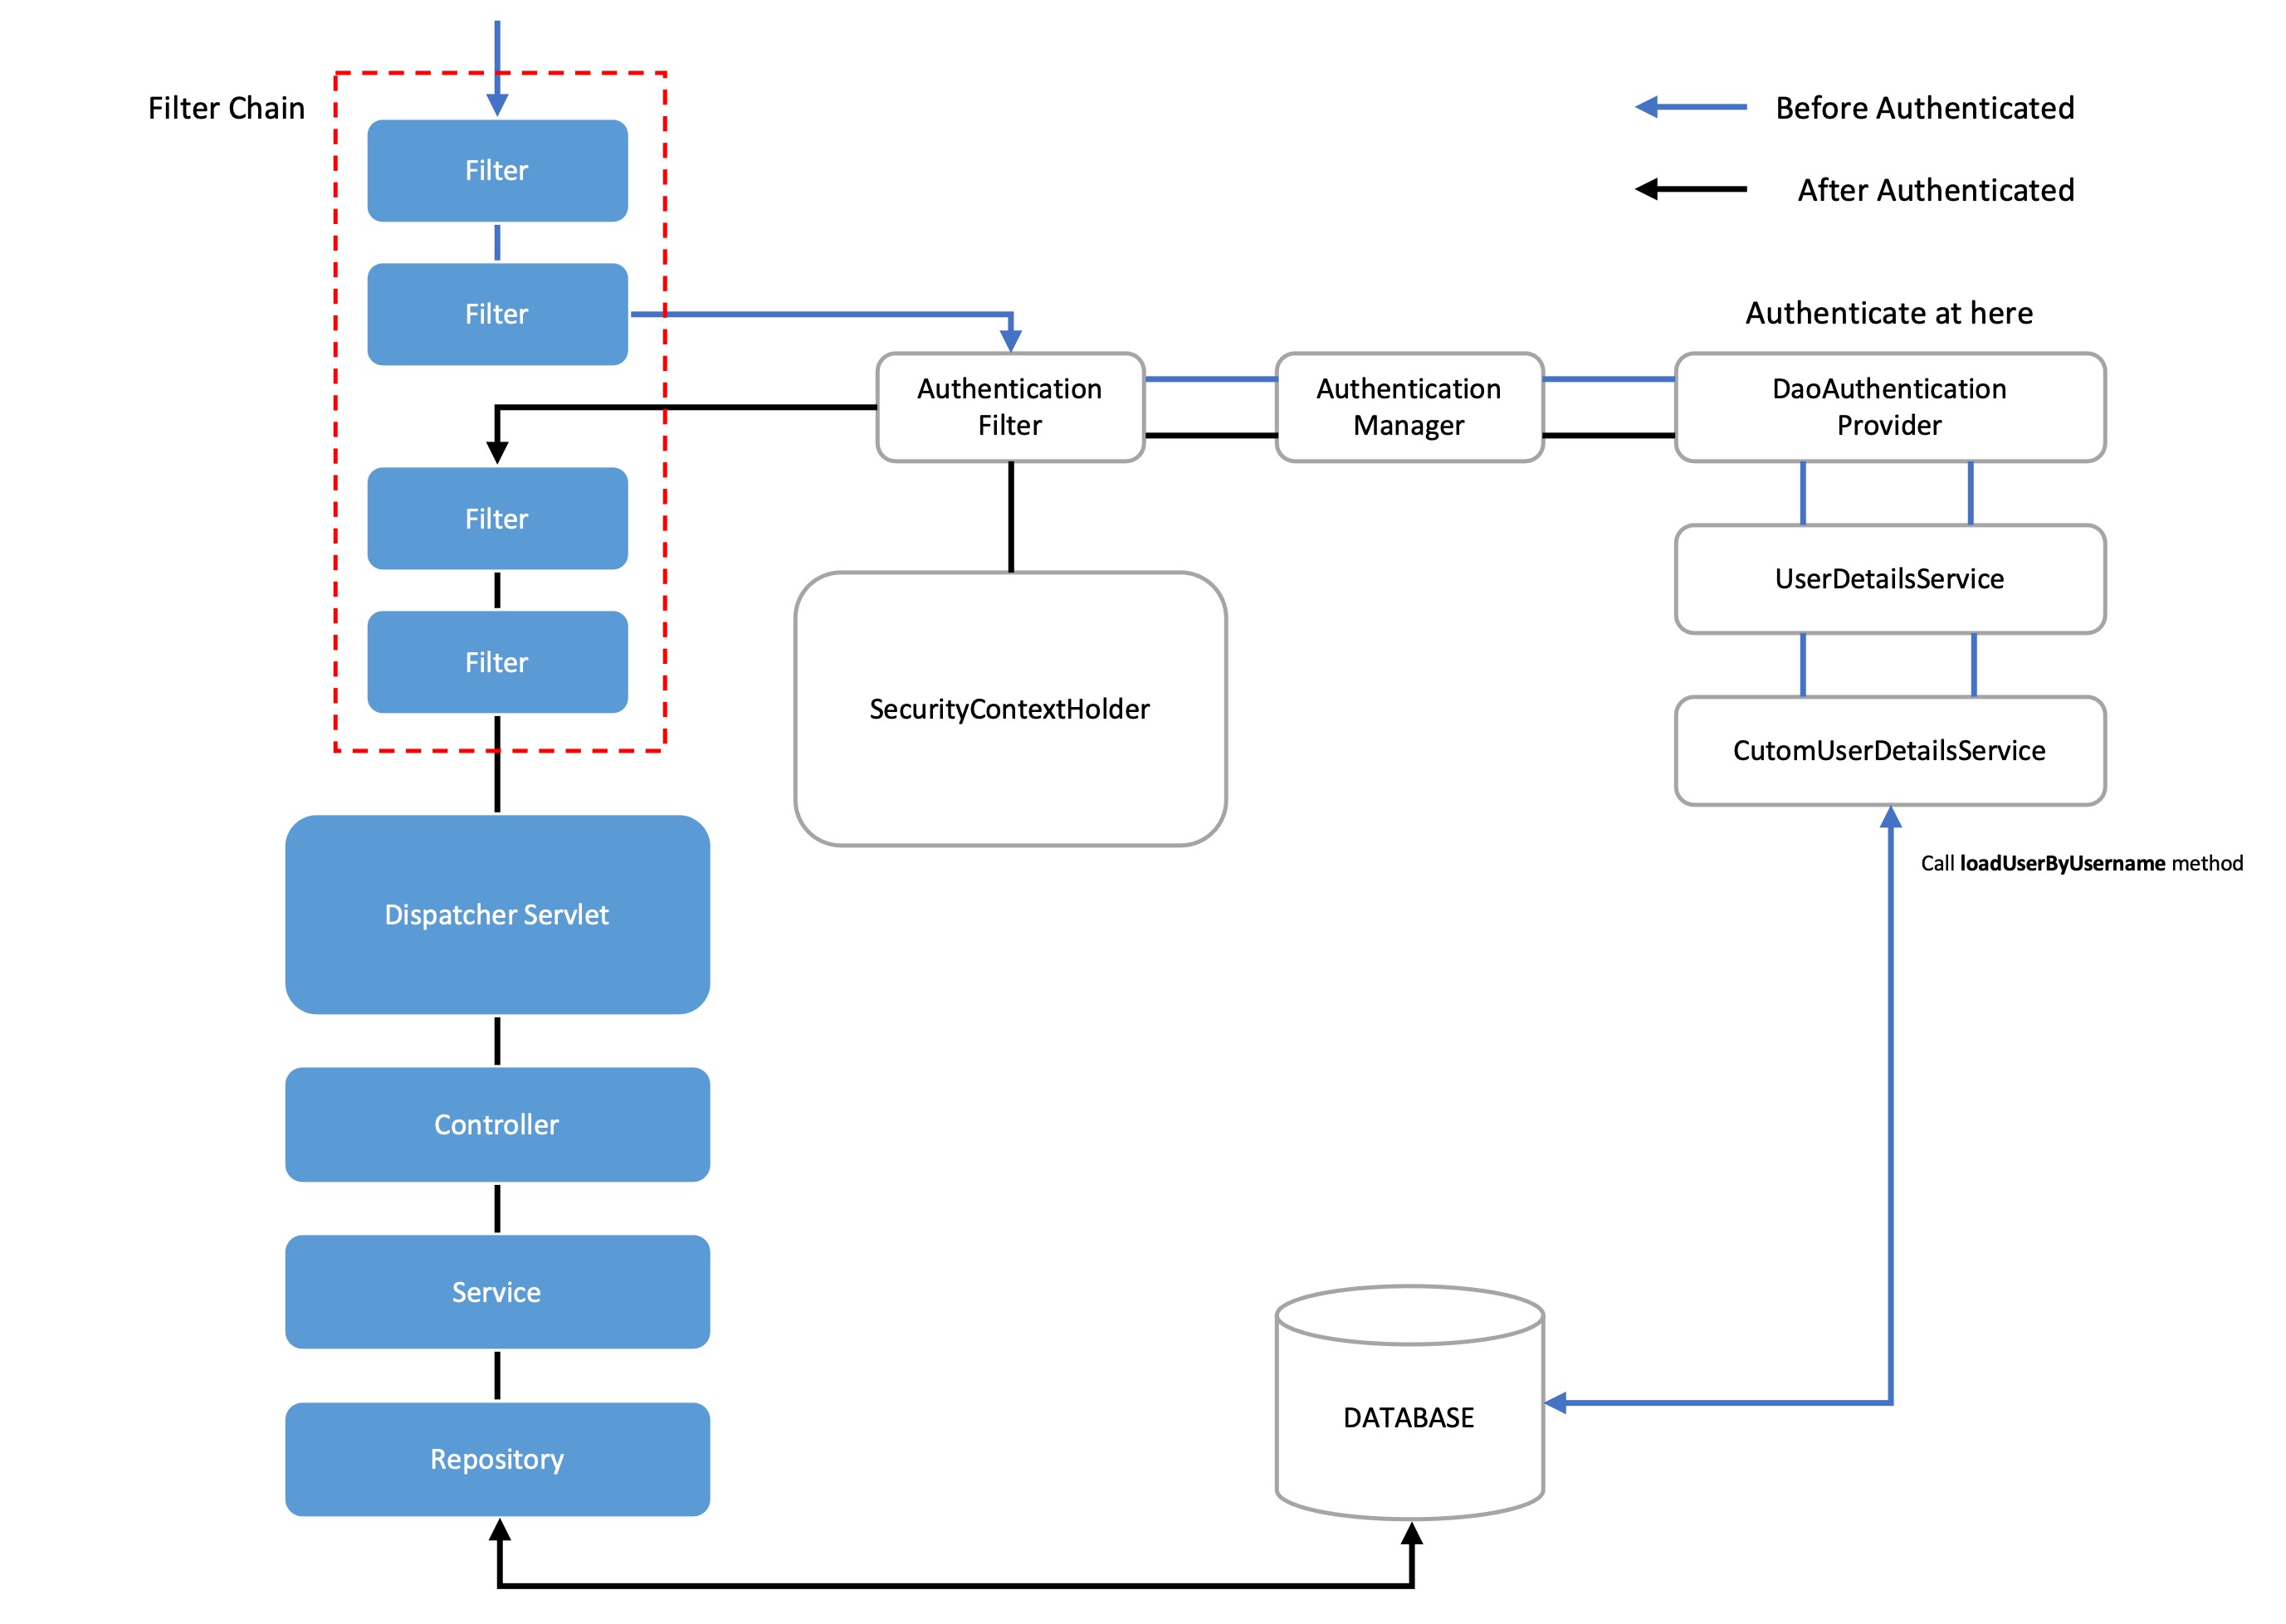 Filter Chain
Before Authenticated
After Authenticated
Filter
Filter
Authenticate at here
Authentication
Filter
Authentication
Manager
DaoAuthentication
Provider
Filter
UserDetailsService
Filter
SecurityContextHolder
CutomUserDetailsService
Call loadUserByUsername method
Dispatcher Servlet
Controller
Service
DATABASE
Repository